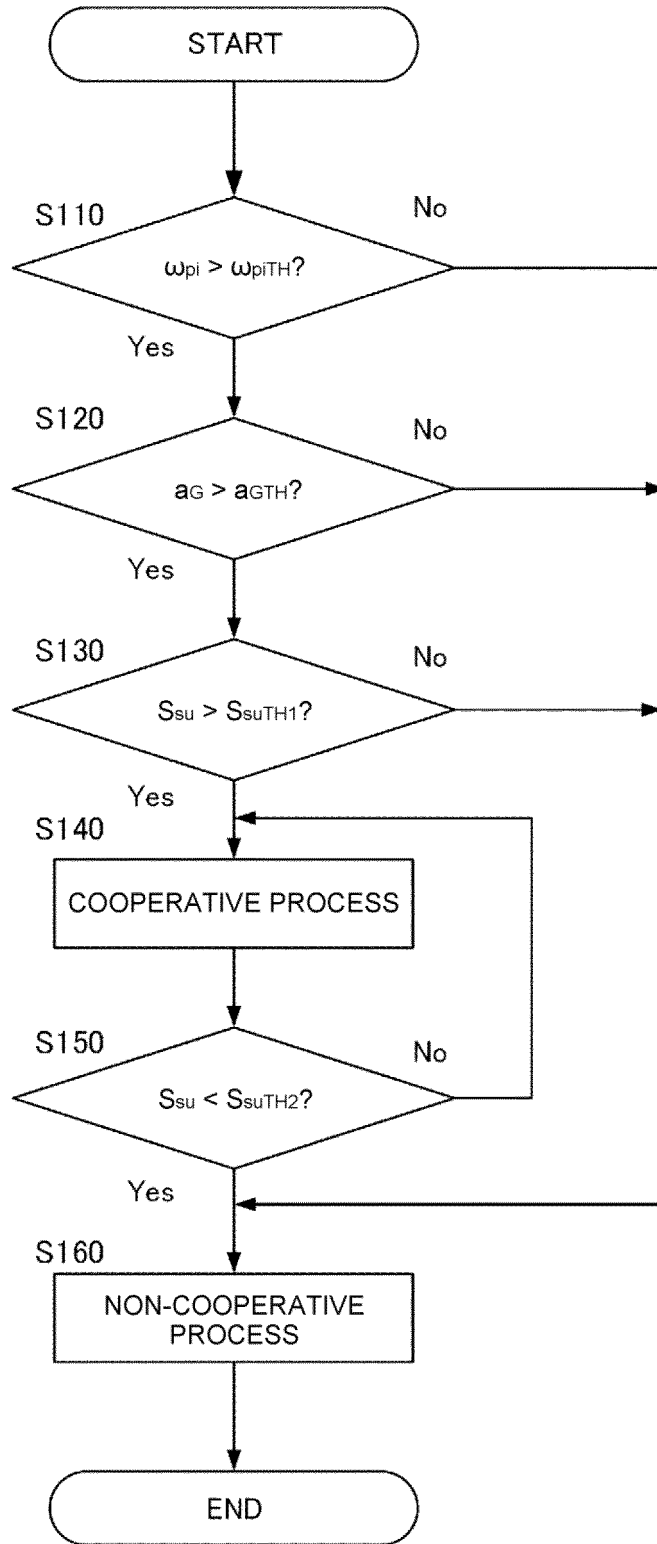 START
S110
No
ωpi > ωpiTH?
Yes
S120
No
aG > aGTH?
Yes
S130
No
Ssu > SsuTH1?
Yes
S140
COOPERATIVE PROCESS
S150
No
Ssu < SsuTH2?
Yes
S160
NON-COOPERATIVE
PROCESS
END